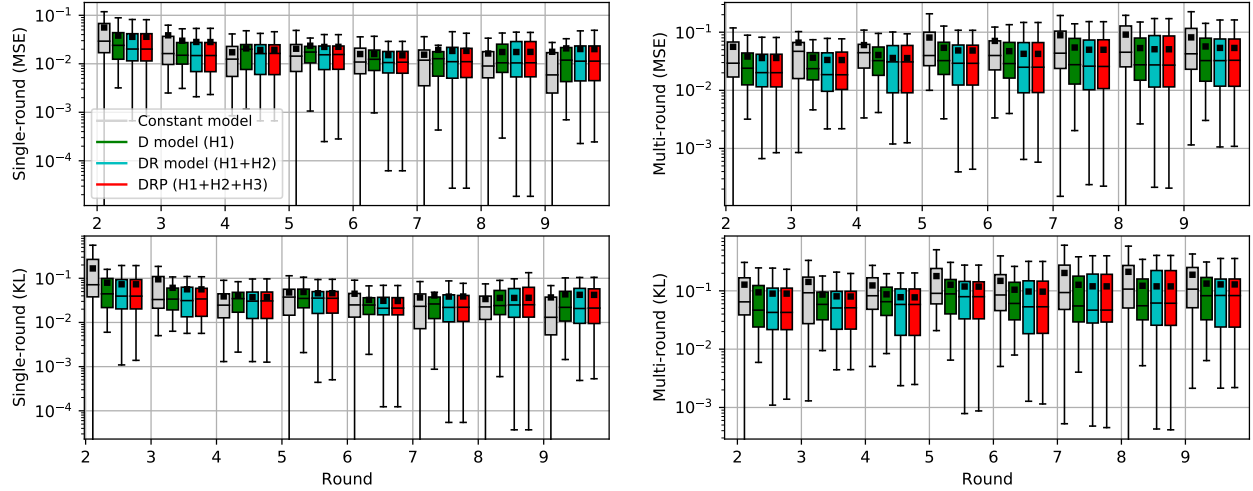 Single-round (MSE)
10⁻¹
10⁻²
10⁻³
10⁻⁴
Constant model
D model (H1)
DR model (H1+H2)
DRP (H1+H2+H3)
2 3 4 5 6 7 8 9
Multi-round (MSE)
10⁻¹
10⁻²
10⁻³
2 3 4 5 6 7 8 9
Single-round (KL)
10⁻¹
10⁻²
10⁻³
10⁻⁴
2 3 4 5 6 7 8 9
Round
Multi-round (KL)
10⁻¹
10⁻²
10⁻³
2 3 4 5 6 7 8 9
Round